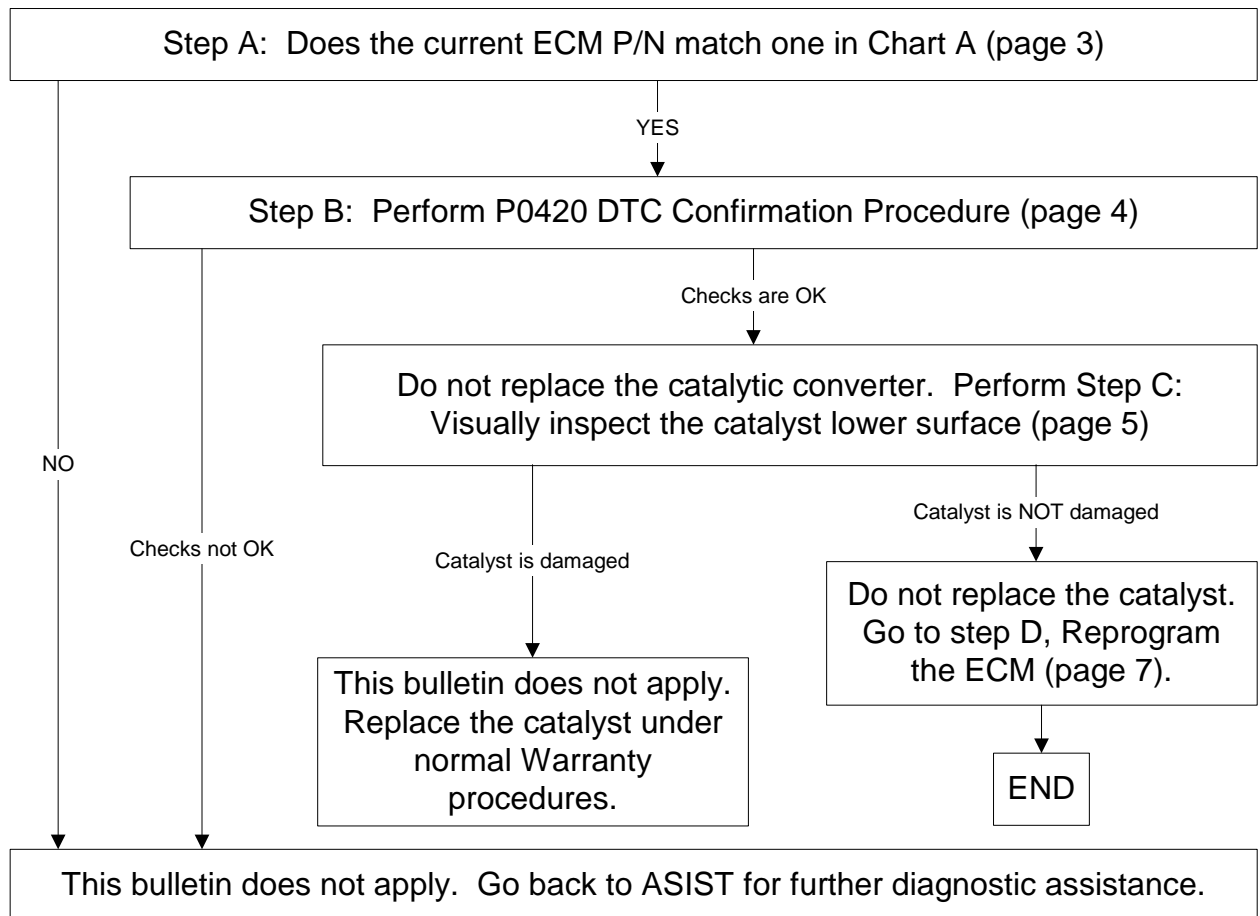 Step A: Does the current ECM P/N match one in Chart A (page 3)
YES
Step B: Perform P0420 DTC Confirmation Procedure (page 4)
Checks are OK
Do not replace the catalytic converter. Perform Step C:
Visually inspect the catalyst lower surface (page 5)
NO
Checks not OK
Catalyst is damaged
Catalyst is NOT damaged
This bulletin does not apply.
Replace the catalyst under
normal Warranty
procedures.
Do not replace the catalyst.
Go to step D, Reprogram
the ECM (page 7).
END
This bulletin does not apply. Go back to ASIST for further diagnostic assistance.